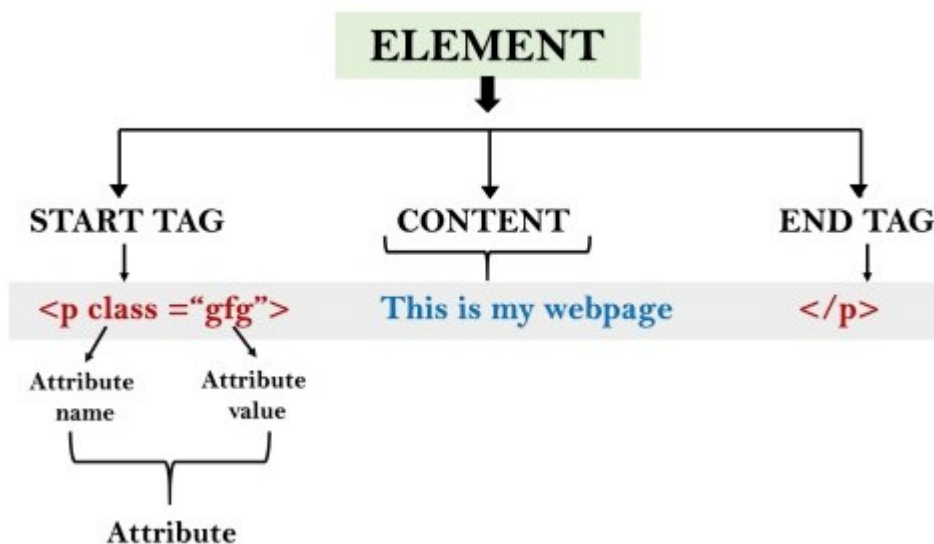 ELEMENT
START TAG
CONTENT
END TAG
<p class =“gfg”>
This is my webpage
</p>
Attribute
name
Attribute
value
Attribute